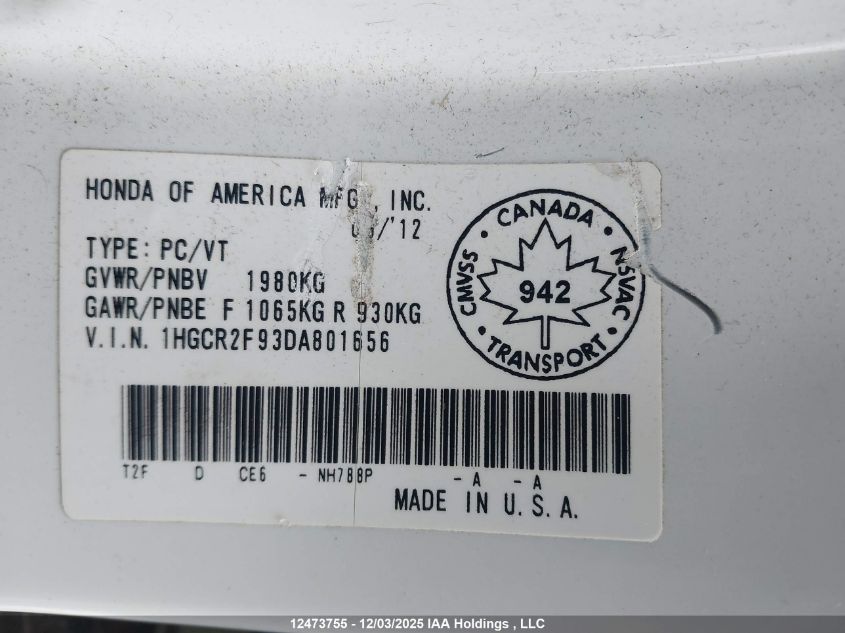 HONDA OF AMERICA MFG., INC.
/'12
TYPE: PC/VT
GVWR/PNBV 1980KG
GAWR/PNBE F 1065KG R 930KG
V.I.N. 1HGCR2F93DA801656
CANADA
CMVSS
942
NSVAC
TRANSPORT
T2F D CE6 - NH788P - A - A
MADE IN U.S.A.
12473755 - 12/03/2025 IAA Holdings , LLC